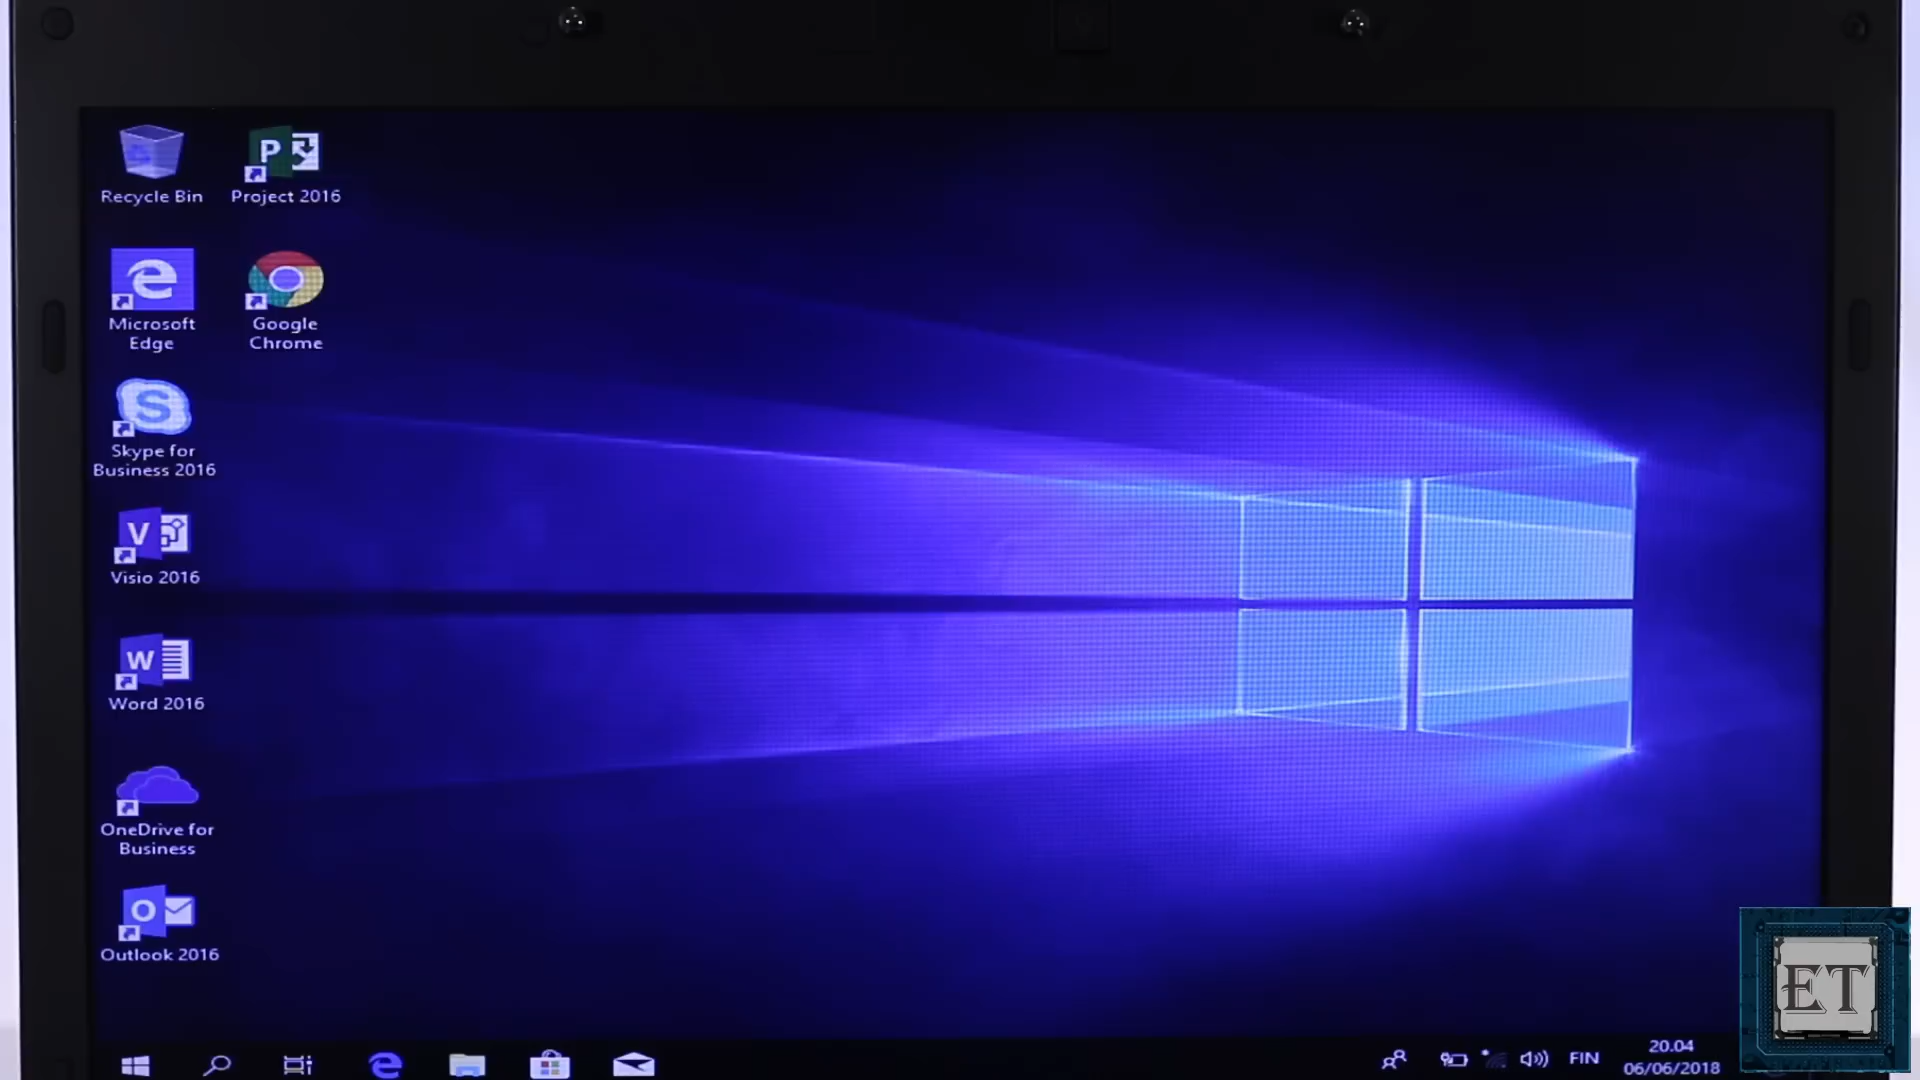 Recycle Bin
Project 2016
Microsoft
Edge
Google
Chrome
Skype for
Business 2016
Visio 2016
Word 2016
OneDrive for
Business
Outlook 2016
FIN
20.04
06/06/2018
ET